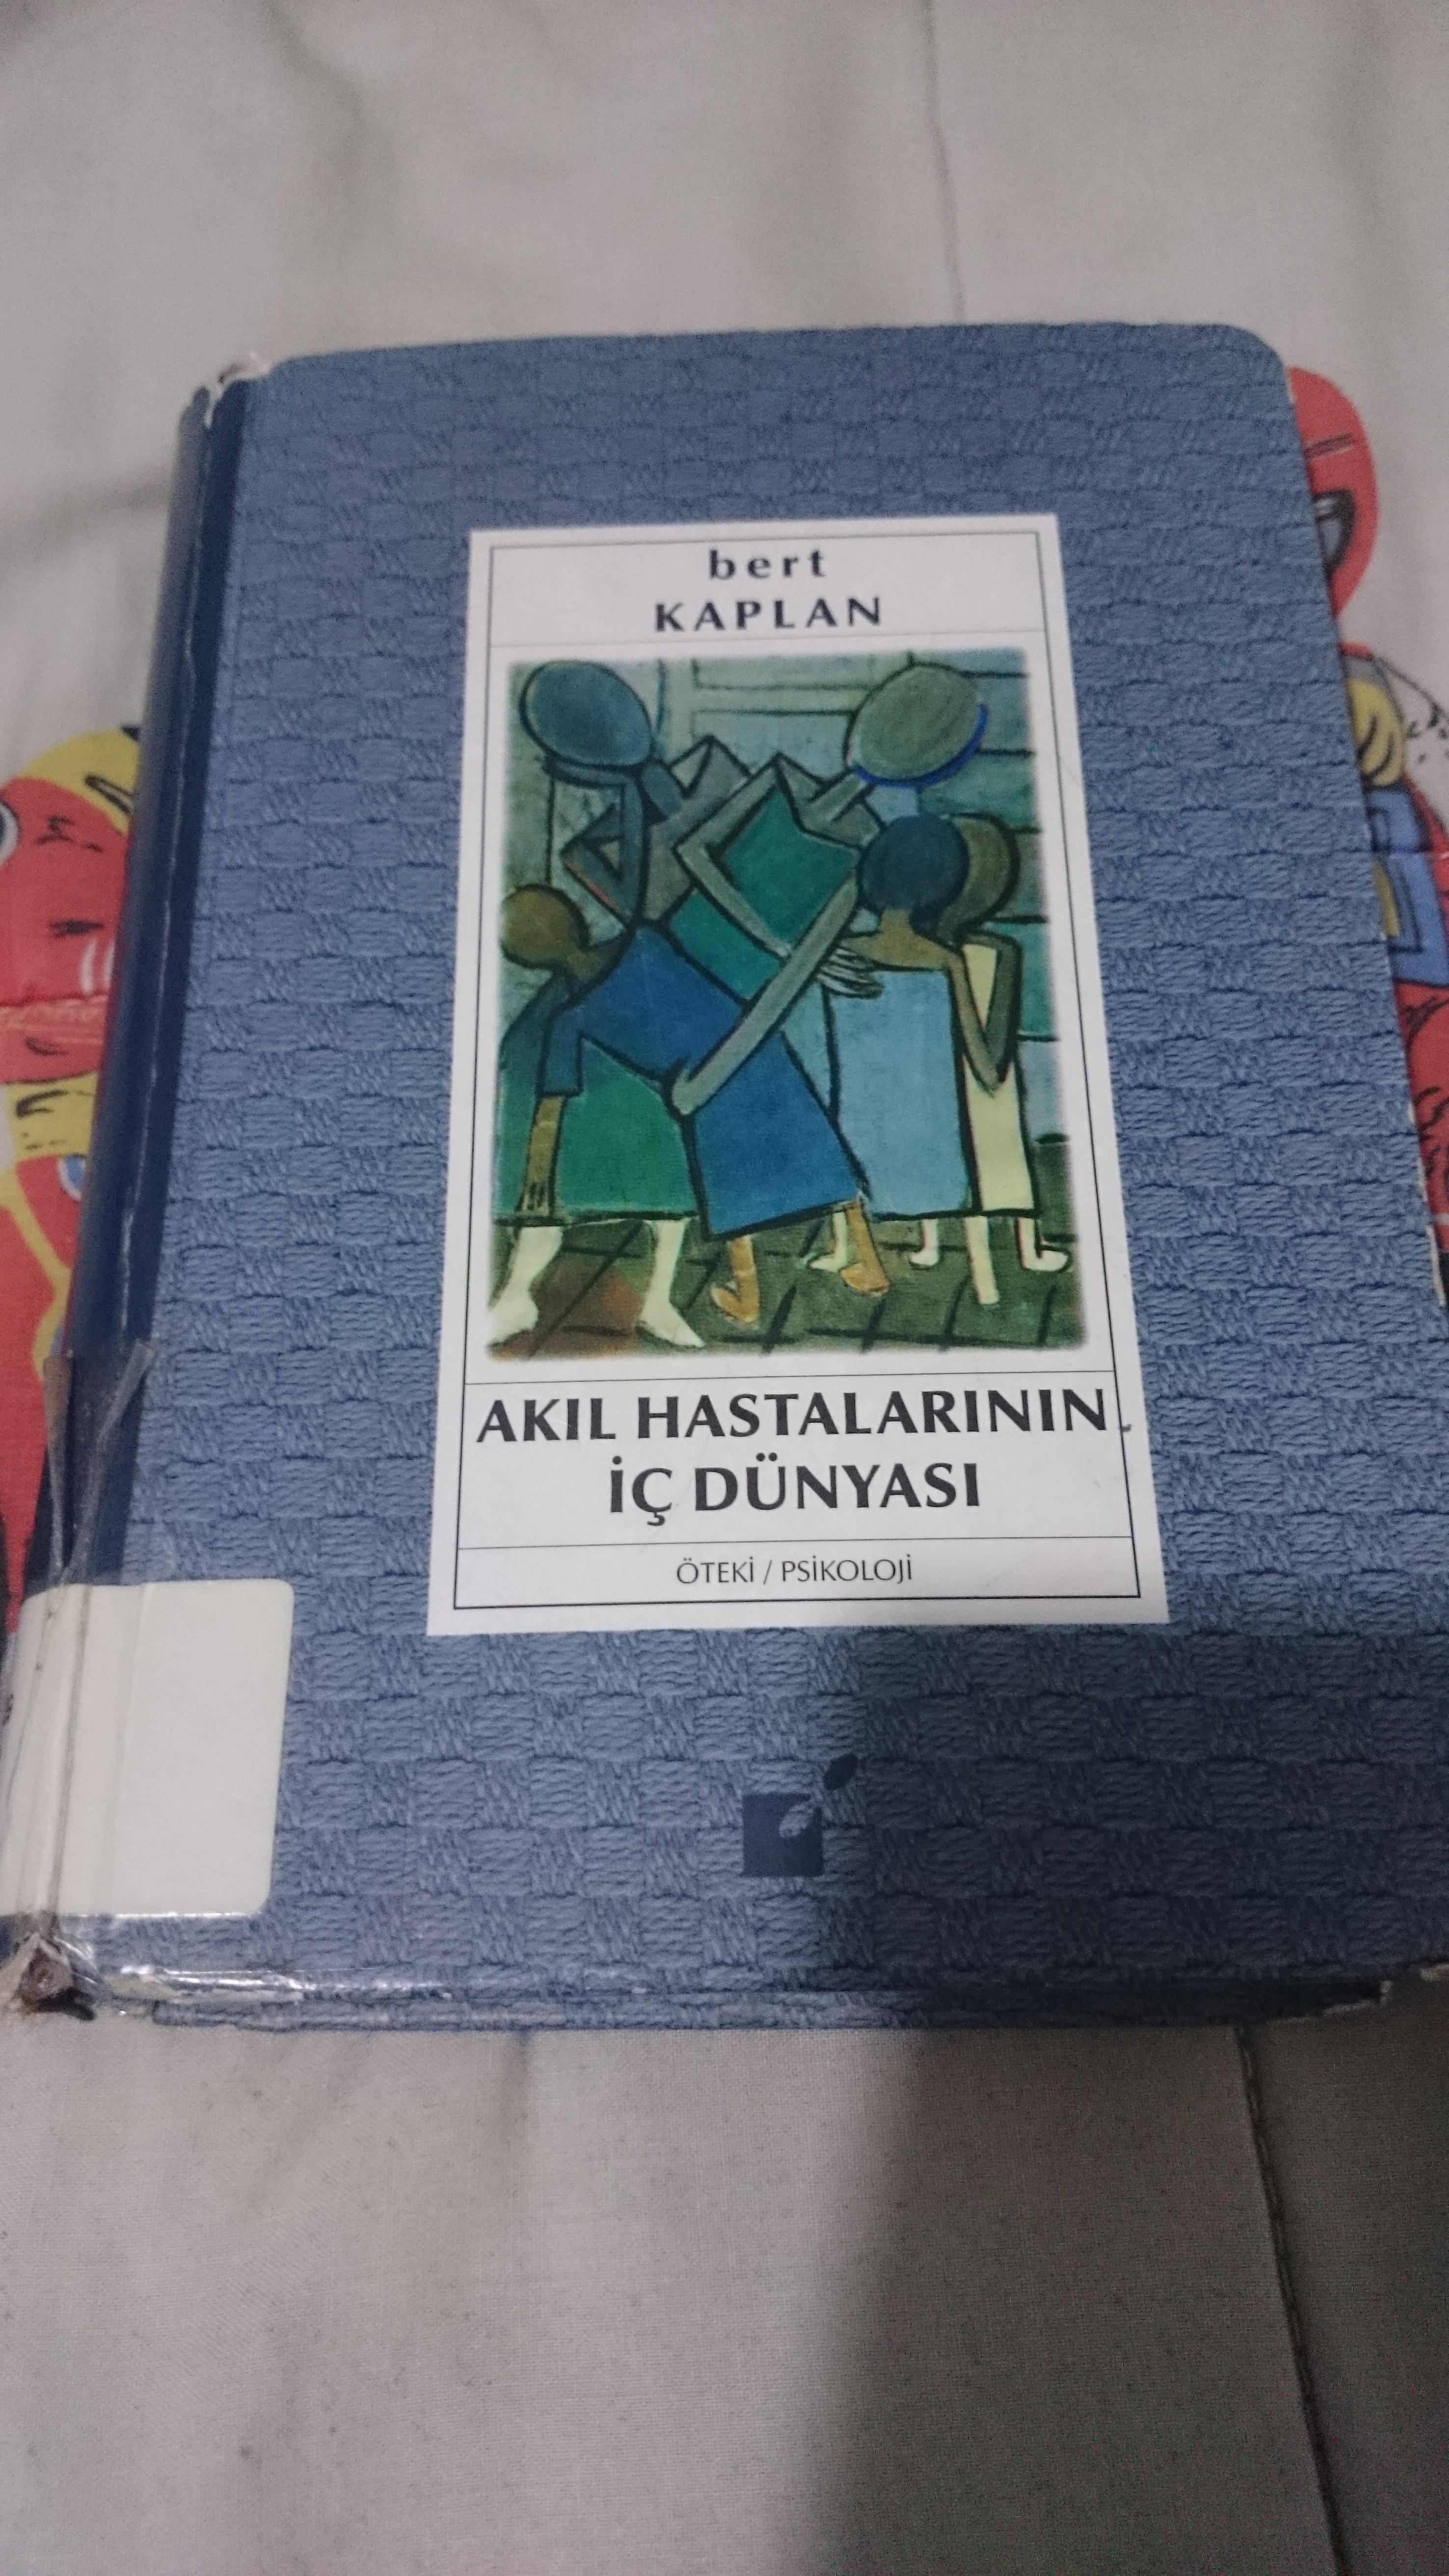 bert
KAPLAN
AKIL HASTALARININ
İÇ DÜNYASI
ÖTEKİ / PSİKOLOJİ